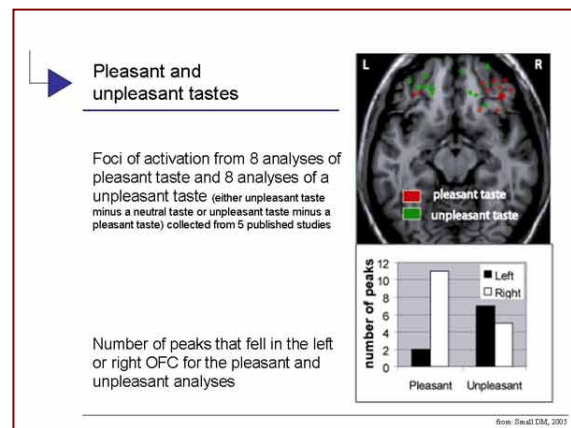 Pleasant and
unpleasant tastes
Foci of activation from 8 analyses of
pleasant taste and 8 analyses of a
unpleasant taste (either unpleasant taste
minus a neutral taste or unpleasant taste minus a
pleasant taste) collected from 5 published studies
Number of peaks that fell in the left
or right OFC for the pleasant and
unpleasant analyses
L R
pleasant taste
unpleasant taste
number of peaks
12
10
8
6
4
2
0
Left
Right
Pleasant Unpleasant
from: Small DM, 2005